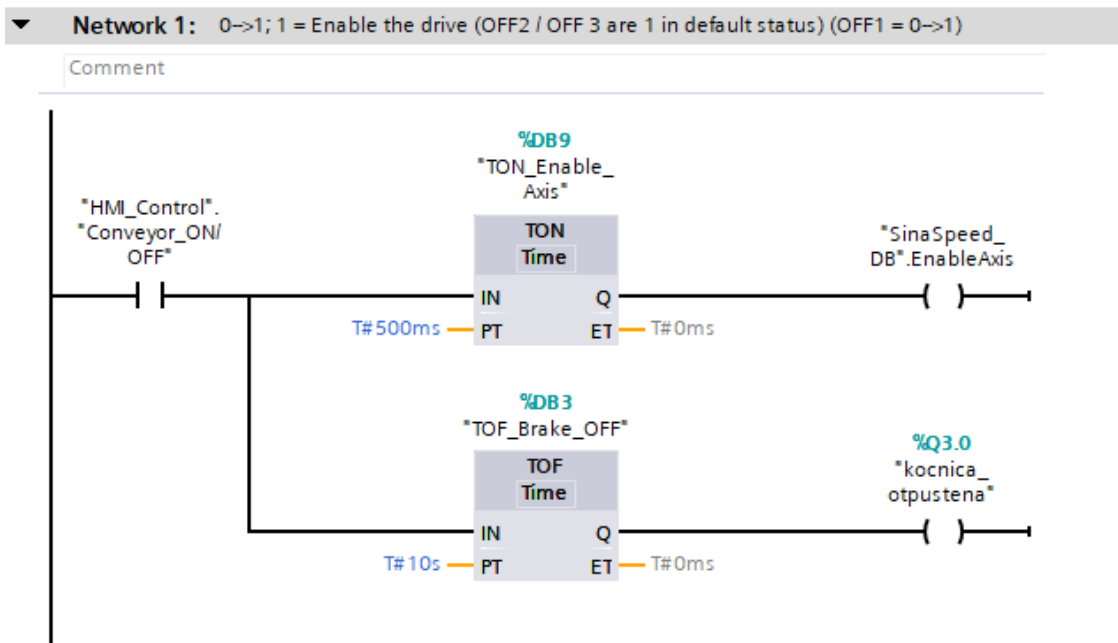 Network 1: 0-->1; 1 = Enable the drive (OFF2 / OFF 3 are 1 in default status) (OFF1 = 0-->1)
Comment
%DB9
"TON_Enable_
Axis"
"HMI_Control".
"Conveyor_ON/
OFF"
TON
Time
"SinaSpeed_
DB".EnableAxis
IN Q
T#500ms PT ET T#0ms
%DB3
"TOF_Brake_OFF"
TOF
Time
%Q3.0
"kocnica_
otpustena"
IN Q
T#10s PT ET T#0ms